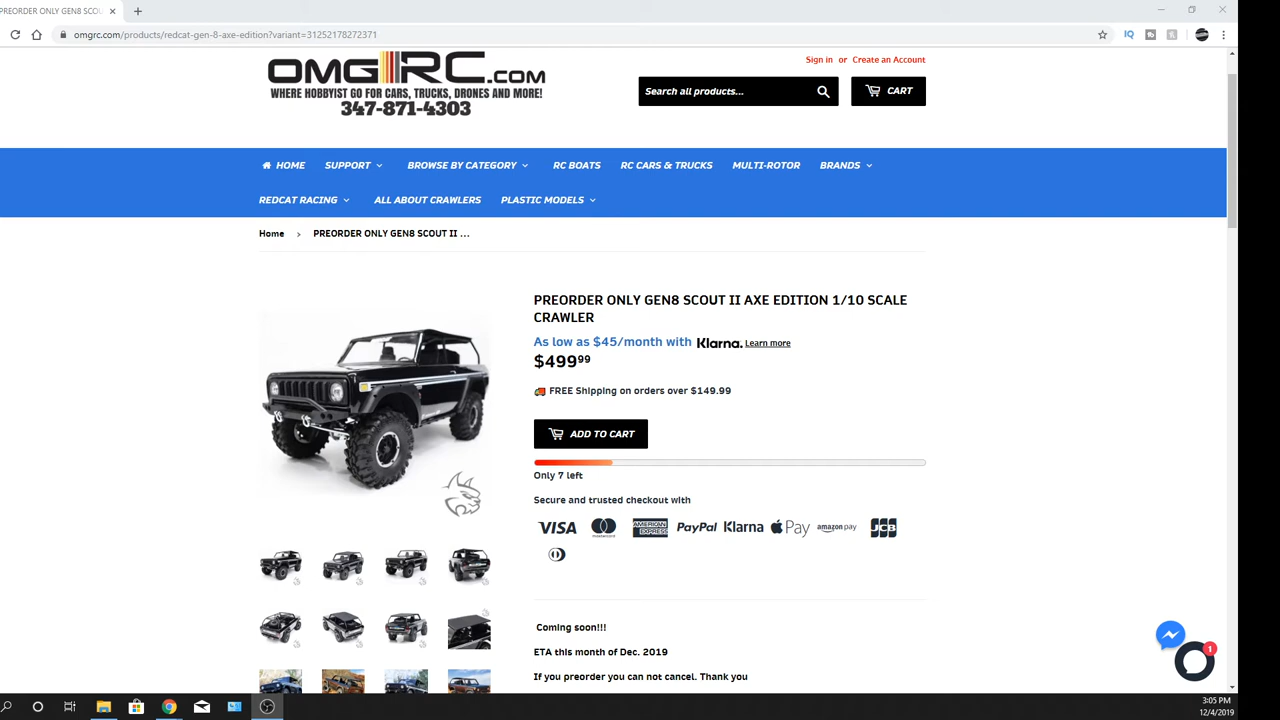 PREORDER ONLY GEN8 SCOU
omgrc.com/products/redcat-gen-8-axe-edition?variant=31252178272371
IQ
OMG RC.COM
WHERE HOBBYIST GO FOR CARS, TRUCKS, DRONES AND MORE!
347-871-4303
Sign in or Create an Account
Search all products...
CART
HOME SUPPORT BROWSE BY CATEGORY RC BOATS RC CARS & TRUCKS MULTI-ROTOR BRANDS
REDCAT RACING ALL ABOUT CRAWLERS PLASTIC MODELS
Home › PREORDER ONLY GEN8 SCOUT II ...
PREORDER ONLY GEN8 SCOUT II AXE EDITION 1/10 SCALE
CRAWLER
As low as $45/month with Klarna. Learn more
$49999
FREE Shipping on orders over $149.99
ADD TO CART
Only 7 left
Secure and trusted checkout with
VISA mastercard AMERICAN EXPRESS PayPal Klarna Pay amazon pay JCB
Coming soon!!!
ETA this month of Dec. 2019
If you preorder you can not cancel. Thank you
1
3:05 PM
12/4/2019